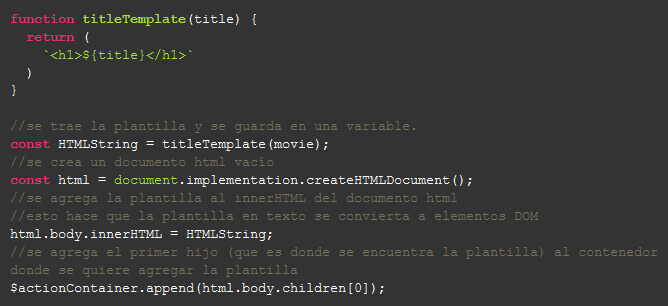 function titleTemplate(title) {
  return (
    `<h1>${title}</h1>`
  )
}

//se trae la plantilla y se guarda en una variable.
const HTMLString = titleTemplate(movie);
//se crea un documento html vacío
const html = document.implementation.createHTMLDocument();
//se agrega la plantilla al innerHTML del documento html
//esto hace que la plantilla en texto se convierta a elementos DOM
html.body.innerHTML = HTMLString;
//se agrega el primer hijo (que es donde se encuentra la plantilla) al contenedor
donde se quiere agregar la plantilla
$actionContainer.append(html.body.children[0]);